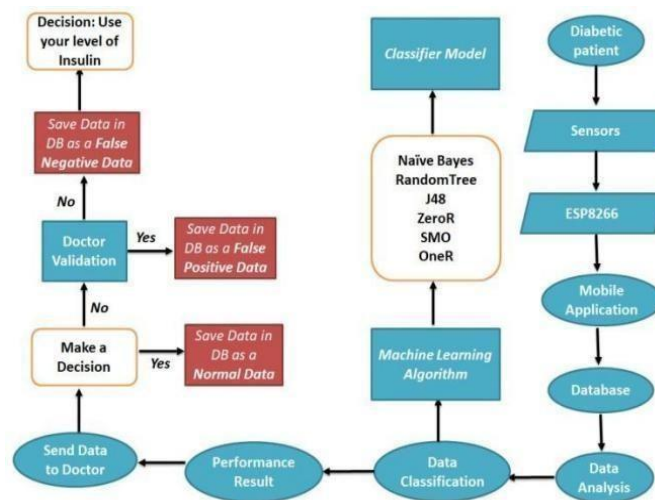 Decision: Use
your level of
Insulin
Classifier Model
Diabetic
patient
Save Data in
DB as a False
Negative Data
Sensors
Naïve Bayes
RandomTree
J48
ZeroR
SMO
OneR
No
ESP8266
Doctor
Validation
Yes
Save Data in
DB as a False
Positive Data
Mobile
Application
No
Make a
Decision
Yes
Save Data in
DB as a
Normal Data
Machine Learning
Algorithm
Database
Send Data
to Doctor
Performance
Result
Data
Classification
Data
Analysis